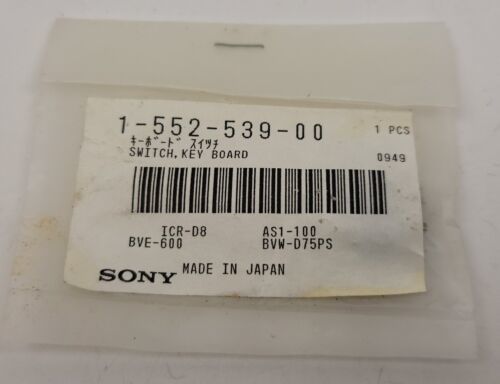 1-552-539-00 1 PCS
ｷｰﾎﾞｰﾄﾞ ｽｲｯﾁ
SWITCH,KEY BOARD 0949
ICR-D8 AS1-100
BVE-600 BVW-D75PS
SONY MADE IN JAPAN